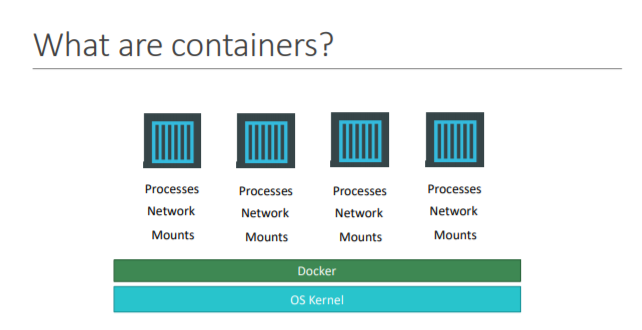 What are containers?
Processes Processes Processes Processes
Network Network Network Network
Mounts Mounts Mounts Mounts
Docker
OS Kernel